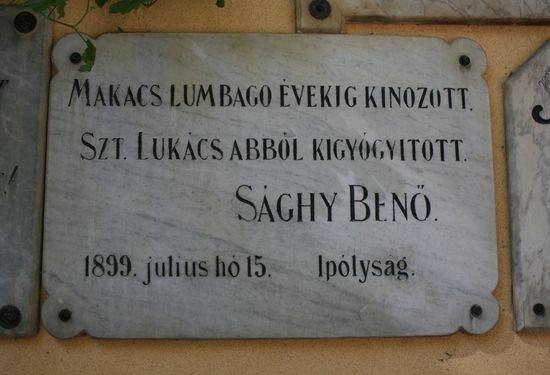 MAKACS LUMBAGO ÉVEKIG KINOZOTT.
SZT. LUKÁCS ABBÓL KIGYÓGYITOTT.
SÁGHY BENŐ.
1899. julius hó 15. Ipolyság.